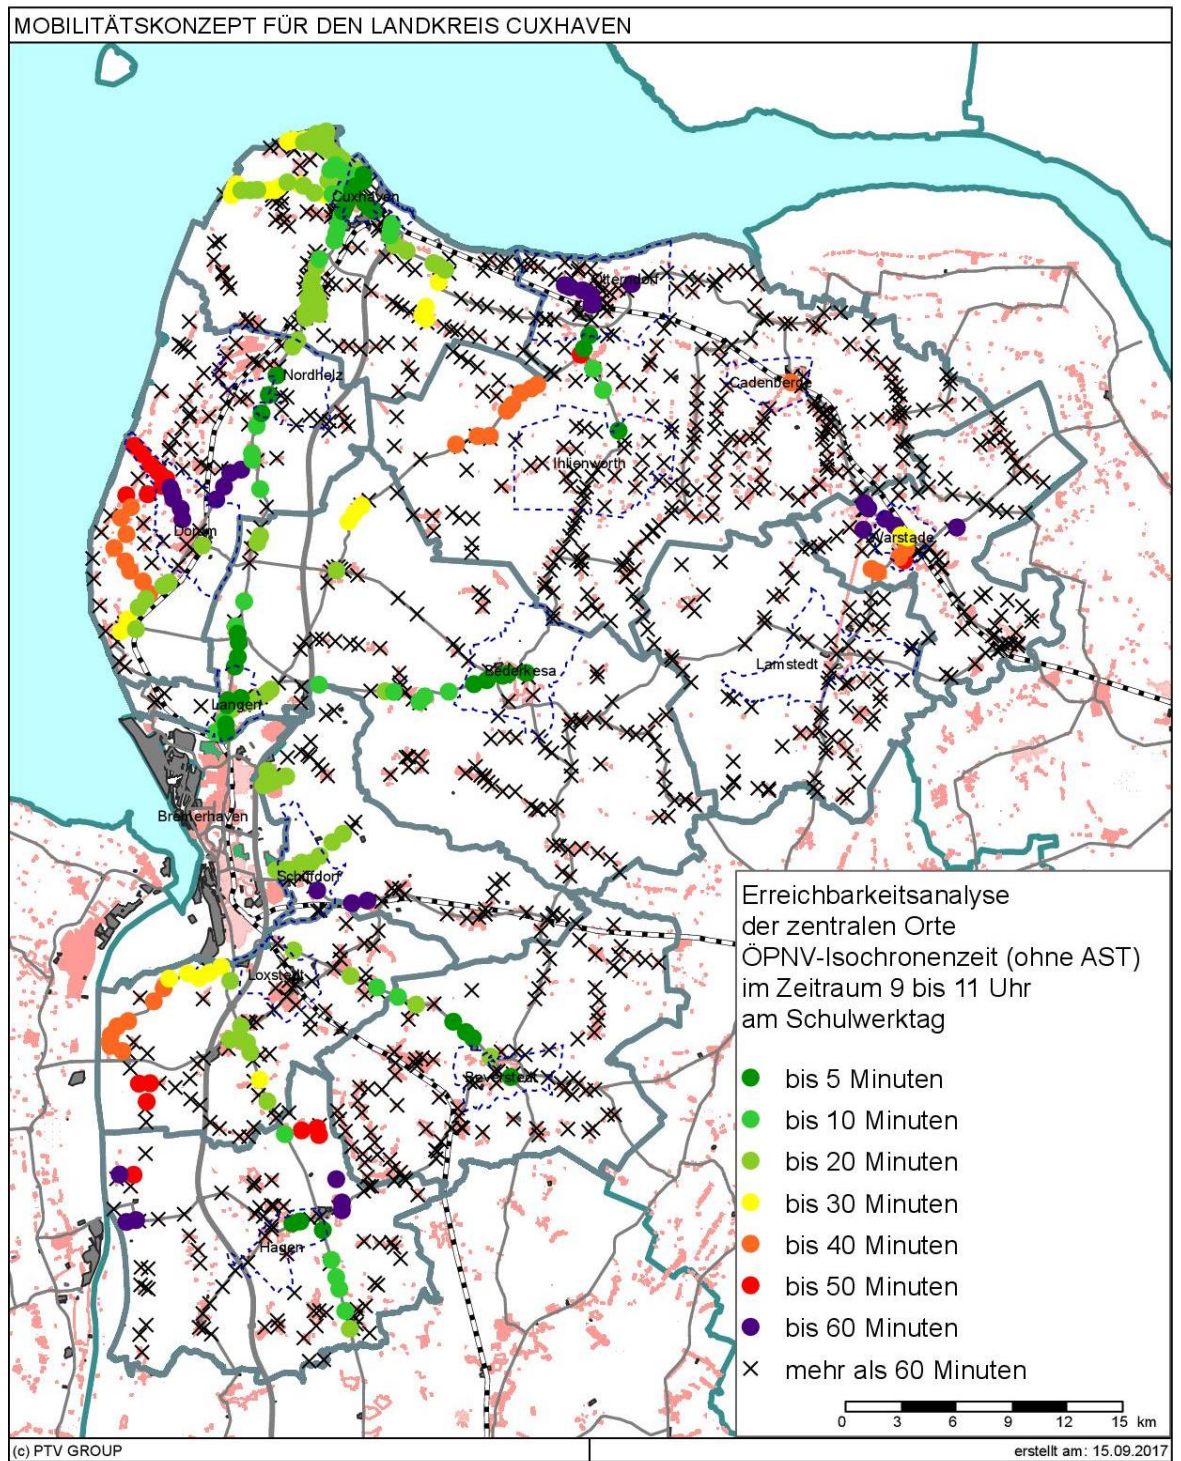 MOBILITÄTSKONZEPT FÜR DEN LANDKREIS CUXHAVEN
Cuxhaven
Otterndorf
Nordholz
Cadenberge
Ihlienworth
Dorum
Warstade
Bederkesa
Lamstedt
Langen
Bremerhaven
Schiffdorf
Loxstedt
Beverstedt
Hagen
Erreichbarkeitsanalyse
der zentralen Orte
ÖPNV-Isochronenzeit (ohne AST)
im Zeitraum 9 bis 11 Uhr
am Schulwerktag
bis 5 Minuten
bis 10 Minuten
bis 20 Minuten
bis 30 Minuten
bis 40 Minuten
bis 50 Minuten
bis 60 Minuten
mehr als 60 Minuten
0 3 6 9 12 15 km
(c) PTV GROUP
erstellt am: 15.09.2017